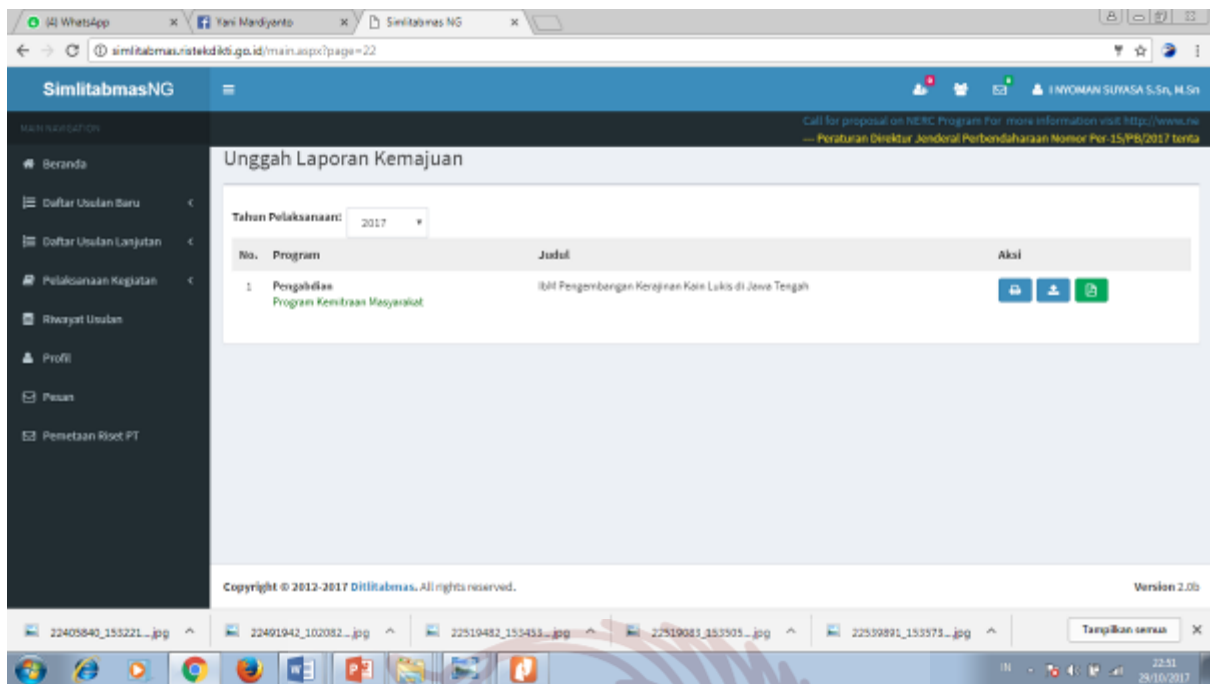 (4) WhatsApp
Yani Mardiyanto
Simlitabmas NG
simlitabmas.ristekdikti.go.id/main.aspx?page=22
SimlitabmasNG
I NYOMAN SUYASA S.Sn, M.Sn
MAIN NAVIGATION
Call for proposal on NERC Program For more information visit http://www.ne
— Peraturan Direktur Jenderal Perbendaharaan Nomor Per-15/PB/2017 tenta
Beranda
Daftar Usulan Baru
Daftar Usulan Lanjutan
Pelaksanaan Kegiatan
Riwayat Usulan
Profil
Pesan
Pemetaan Riset PT
Unggah Laporan Kemajuan
Tahun Pelaksanaan: 2017
No. Program Judul Aksi
1 Pengabdian IbM Pengembangan Kerajinan Kain Lukis di Jawa Tengah
Program Kemitraan Masyarakat
Copyright © 2012-2017 Ditlitabmas. All rights reserved. Version 2.0b
22405840_153221....jpg 22491942_102082....jpg 22519482_153453....jpg 22519083_153505....jpg 22539891_153573....jpg Tampilkan semua
IN 22:51
29/10/2017